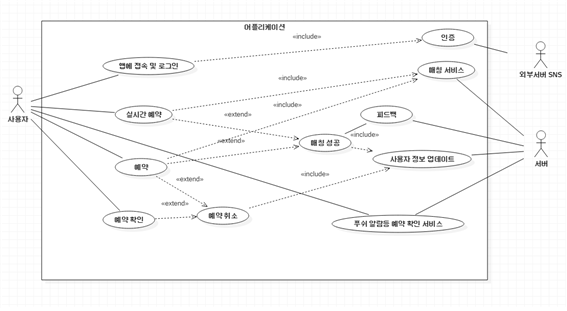 어플리케이션
«include»
인증
앱에 접속 및 로그인
외부서버 SNS
매칭 서비스
«include»
사용자
«include»
실시간 예약
«extend»
피드백
매칭 성공
«include»
«extend»
서버
예약
사용자 정보 업데이트
«extend»
«include»
«extend»
예약 확인
예약 취소
푸쉬 알람등 예약 확인 서비스